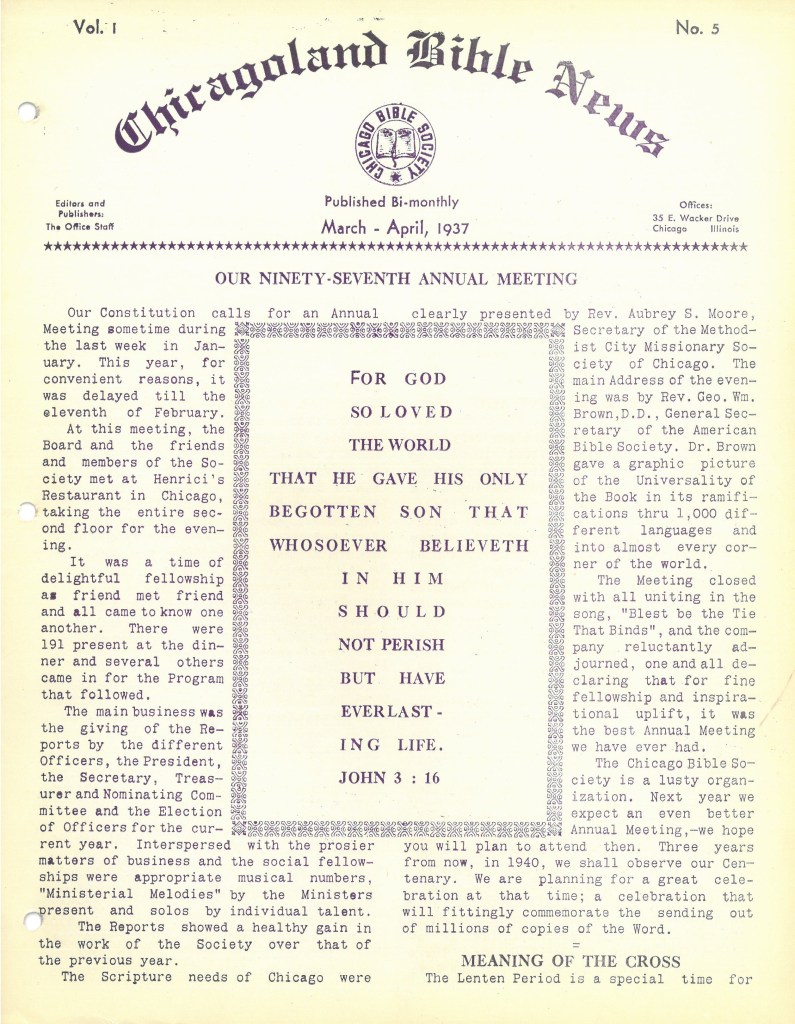 Vol. 1
No. 5
Chicagoland Bible News
CHICAGO BIBLE SOCIETY
Editors and
Publishers:
The Office Staff
Published Bi-monthly
March - April, 1937
Offices:
35 E. Wacker Drive
Chicago Illinois
OUR NINETY-SEVENTH ANNUAL MEETING
Our Constitution calls for an Annual
Meeting sometime during
the last week in Jan-
uary. This year, for
convenient reasons, it
was delayed till the
eleventh of February.
At this meeting, the
Board and the friends
and members of the So-
ciety met at Henrici's
Restaurant in Chicago,
taking the entire sec-
ond floor for the even-
ing.
It was a time of
delightful fellowship
as friend met friend
and all came to know one
another. There were
191 present at the din-
ner and several others
came in for the Program
that followed.
The main business was
the giving of the Re-
ports by the different
Officers, the President,
the Secretary, Treas-
urer and Nominating Com-
mittee and the Election
of Officers for the cur-
rent year. Interspersed with the prosier
matters of business and the social fellow-
ships were appropriate musical numbers,
"Ministerial Melodies" by the Ministers
present and solos by individual talent.
The Reports showed a healthy gain in
the work of the Society over that of
the previous year.
The Scripture needs of Chicago were
FOR GOD
SO LOVED
THE WORLD
THAT HE GAVE HIS ONLY
BEGOTTEN SON THAT
WHOSOEVER BELIEVETH
IN HIM
SHOULD
NOT PERISH
BUT HAVE
EVERLAST-
ING LIFE.
JOHN 3 : 16
clearly presented by Rev. Aubrey S. Moore,
Secretary of the Method-
ist City Missionary So-
ciety of Chicago. The
main Address of the even-
ing was by Rev. Geo. Wm.
Brown,D.D., General Sec-
retary of the American
Bible Society. Dr. Brown
gave a graphic picture
of the Universality of
the Book in its ramifi-
cations thru 1,000 dif-
ferent languages and
into almost every cor-
ner of the world.
The Meeting closed
with all uniting in the
song, "Blest be the Tie
That Binds", and the com-
pany reluctantly ad-
journed, one and all de-
claring that for fine
fellowship and inspira-
tional uplift, it was
the best Annual Meeting
we have ever had.
The Chicago Bible So-
ciety is a lusty organ-
ization. Next year we
expect an even better
Annual Meeting,—we hope
you will plan to attend then. Three years
from now, in 1940, we shall observe our Cen-
tenary. We are planning for a great cele-
bration at that time; a celebration that
will fittingly commemorate the sending out
of millions of copies of the Word.
=
MEANING OF THE CROSS
The Lenten Period is a special time for